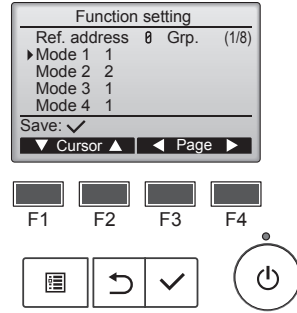 Function setting
Ref. address 0 Grp. (1/8)
Mode 1 1
Mode 2 2
Mode 3 1
Mode 4 1
Save: ✓
▼ Cursor ▲ ◀ Page ▶
F1 F2 F3 F4